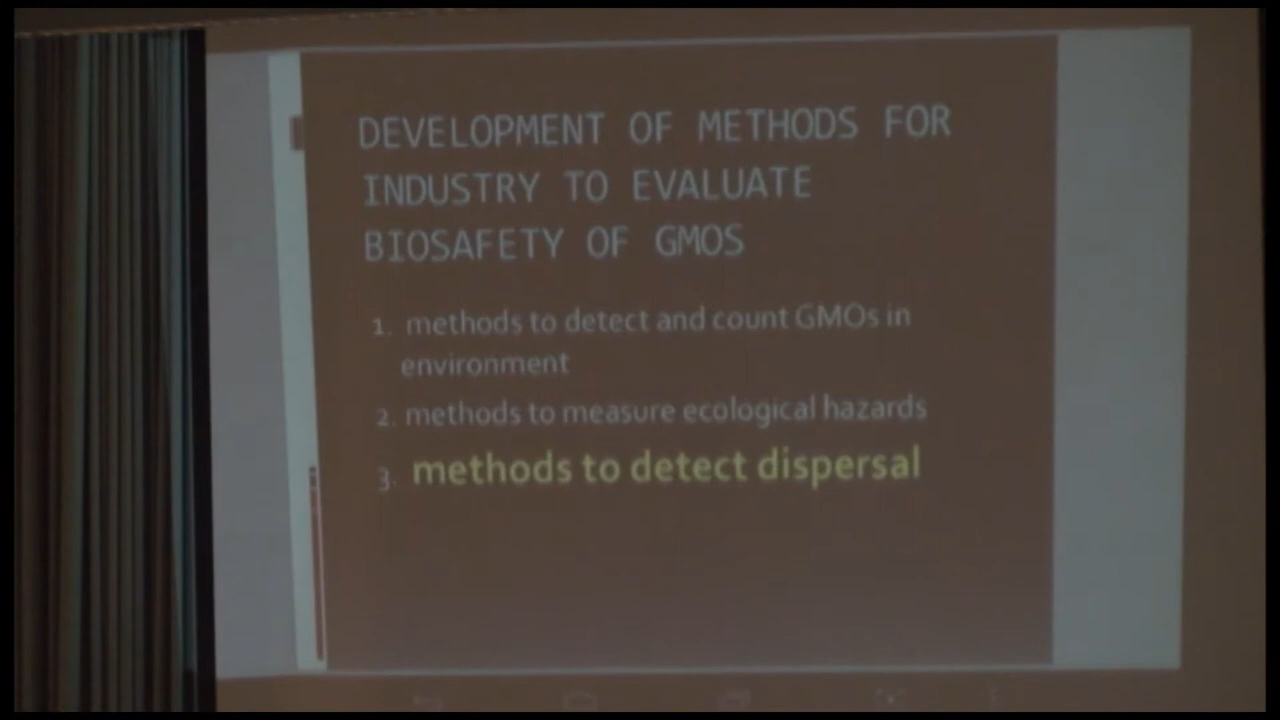 DEVELOPMENT OF METHODS FOR
INDUSTRY TO EVALUATE
BIOSAFETY OF GMOS
1. methods to detect and count GMOs in
environment
2. methods to measure ecological hazards
3. methods to detect dispersal